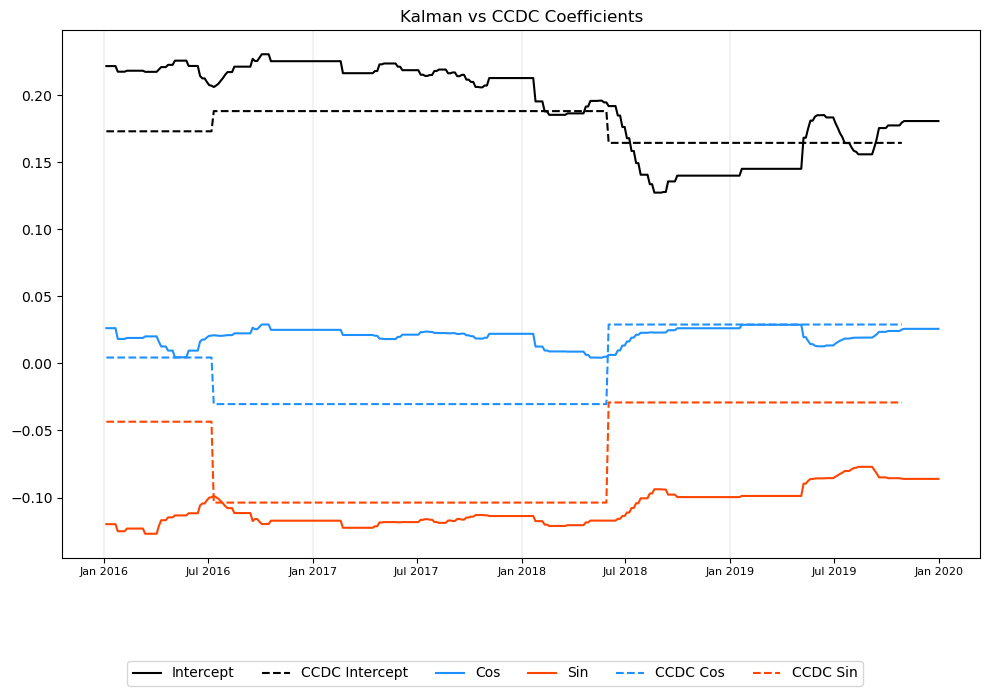 Kalman vs CCDC Coefficients
0.20
0.15
0.10
0.05
0.00
−0.05
−0.10
Jan 2016 Jul 2016 Jan 2017 Jul 2017 Jan 2018 Jul 2018 Jan 2019 Jul 2019 Jan 2020
Intercept CCDC Intercept Cos Sin CCDC Cos CCDC Sin